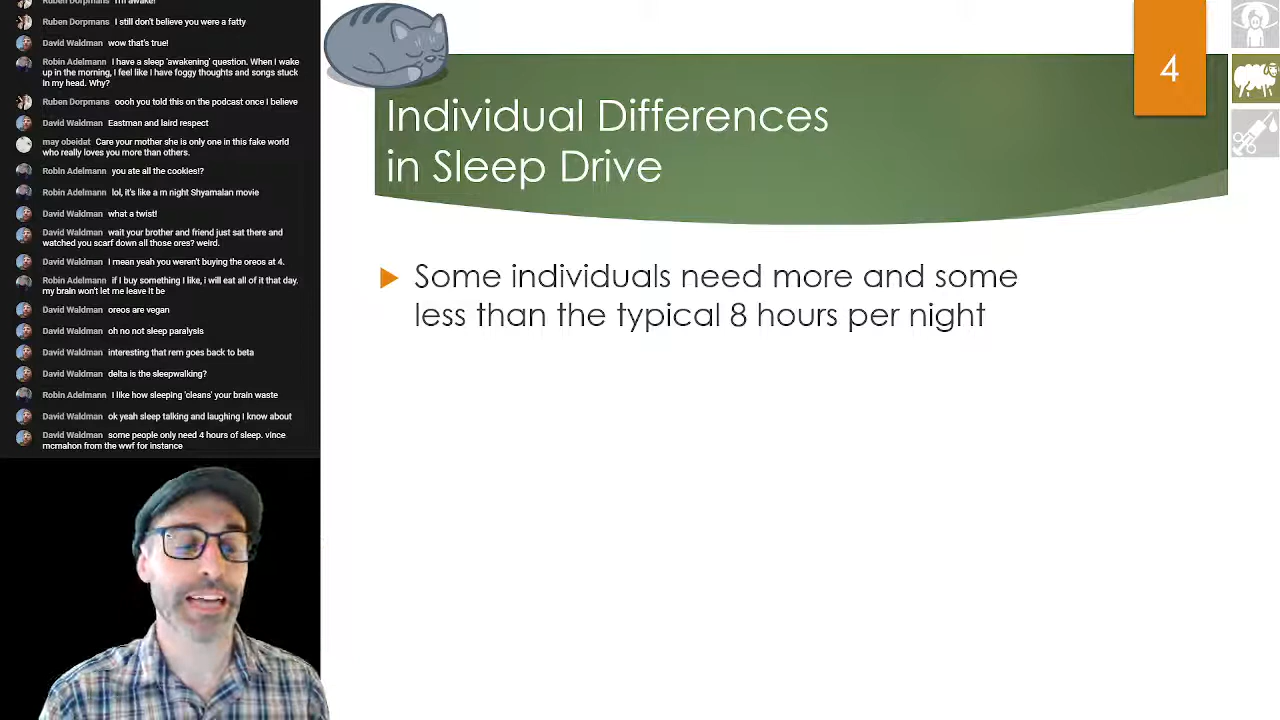 Ruben Dorpmans I'm awake!
Ruben Dorpmans I still don't believe you were a fatty
David Waldman wow that's true!
Robin Adelmann I have a sleep 'awakening' question. When I wake
up in the morning, I feel like I have foggy thoughts and songs stuck
in my head. Why?
Ruben Dorpmans oooh you told this on the podcast once I believe
David Waldman Eastman and laird respect
may obeidat Care your mother she is only one in this fake world
who really loves you more than others.
Robin Adelmann you ate all the cookies!?
Robin Adelmann lol, it's like a m night Shyamalan movie
David Waldman what a twist!
David Waldman wait your brother and friend just sat there and
watched you scarf down all those ores? weird.
David Waldman I mean yeah you weren't buying the oreos at 4.
Robin Adelmann if I buy something I like, i will eat all of it that day.
my brain won't let me leave it be
David Waldman oreos are vegan
David Waldman oh no not sleep paralysis
David Waldman interesting that rem goes back to beta
David Waldman delta is the sleepwalking?
Robin Adelmann I like how sleeping 'cleans' your brain waste
David Waldman ok yeah sleep talking and laughing I know about
David Waldman some people only need 4 hours of sleep. vince
mcmahon from the wwf for instance
4
Individual Differences
in Sleep Drive
Some individuals need more and some
less than the typical 8 hours per night